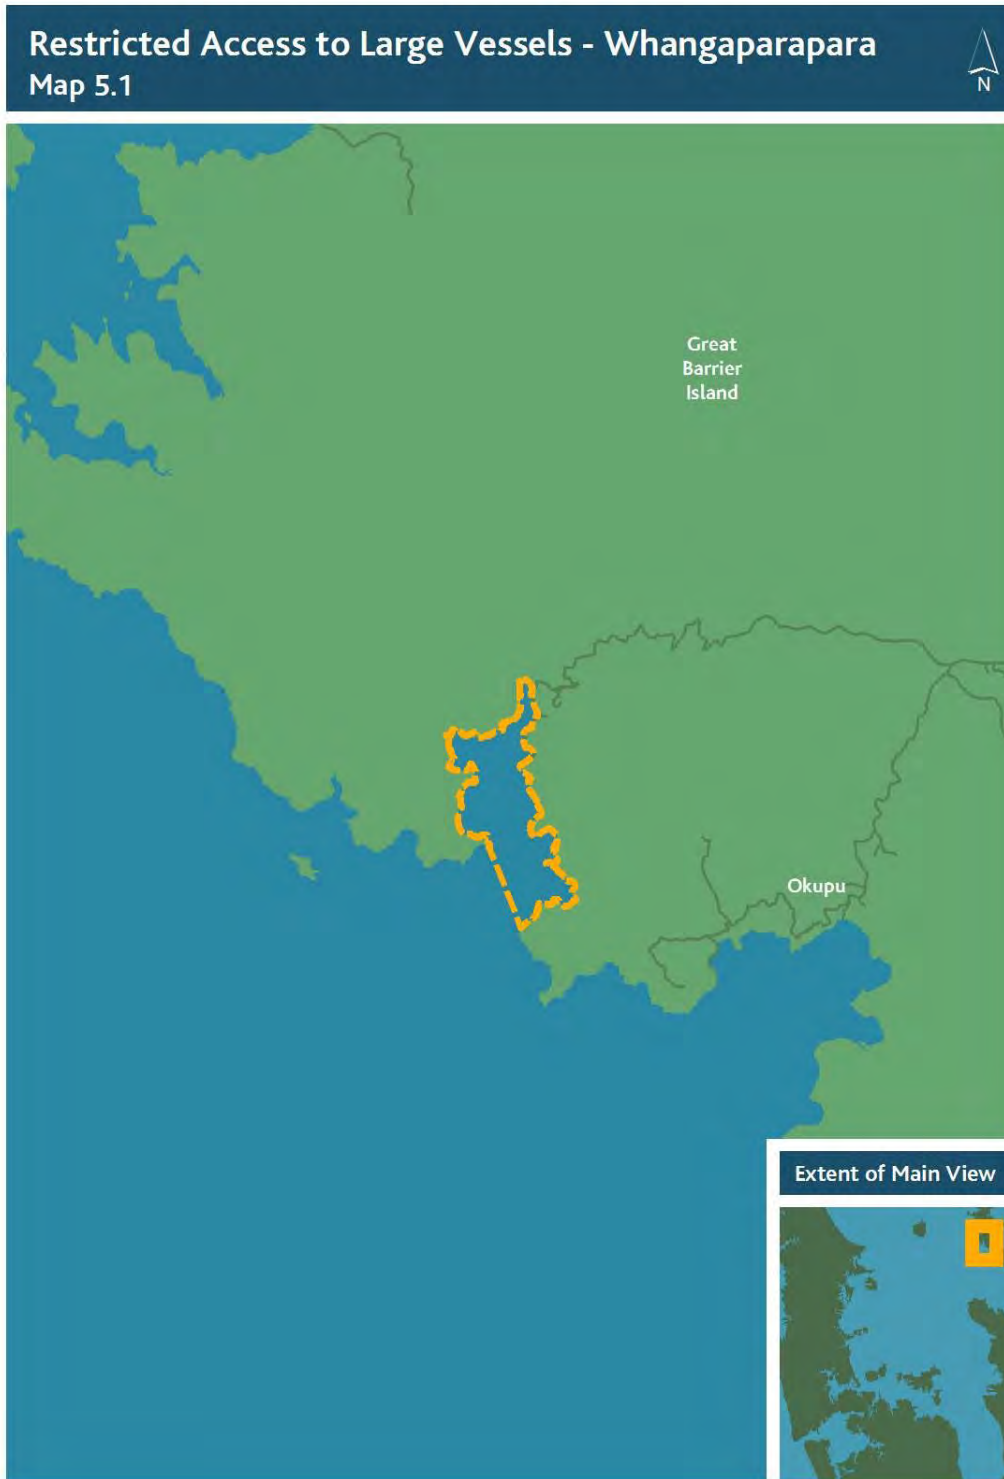 Restricted Access to Large Vessels - Whangaparapara
Map 5.1
N
Great
Barrier
Island
Okupu
Extent of Main View